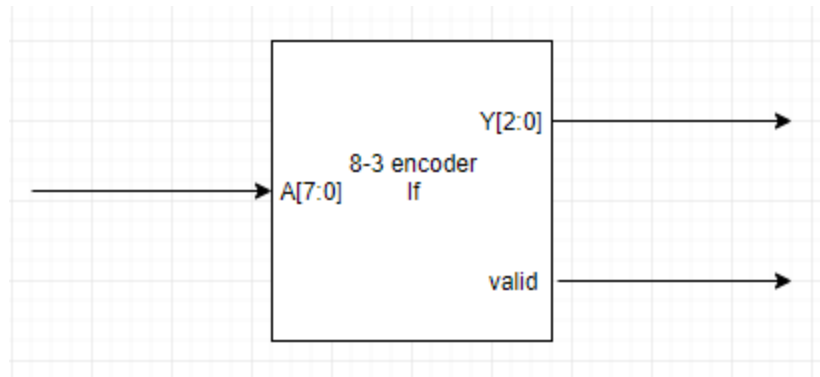 Y[2:0]
8-3 encoder
A[7:0]
If
valid